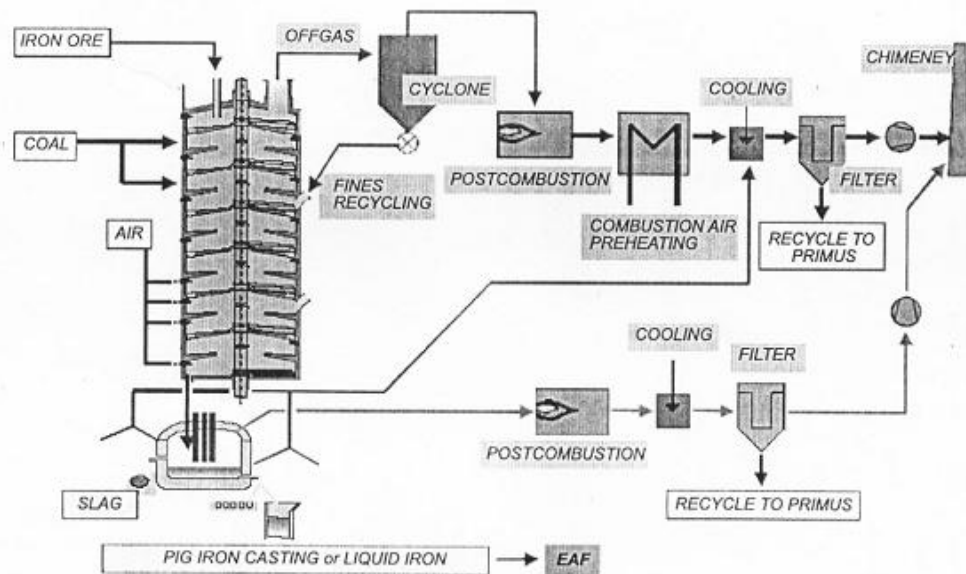 IRON ORE
OFFGAS
CYCLONE
CHIMENEY
COOLING
COAL
POSTCOMBUSTION
FILTER
FINES
RECYCLING
COMBUSTION AIR
PREHEATING
RECYCLE TO
PRIMUS
AIR
COOLING
FILTER
POSTCOMBUSTION
SLAG
RECYCLE TO PRIMUS
PIG IRON CASTING or LIQUID IRON
EAF